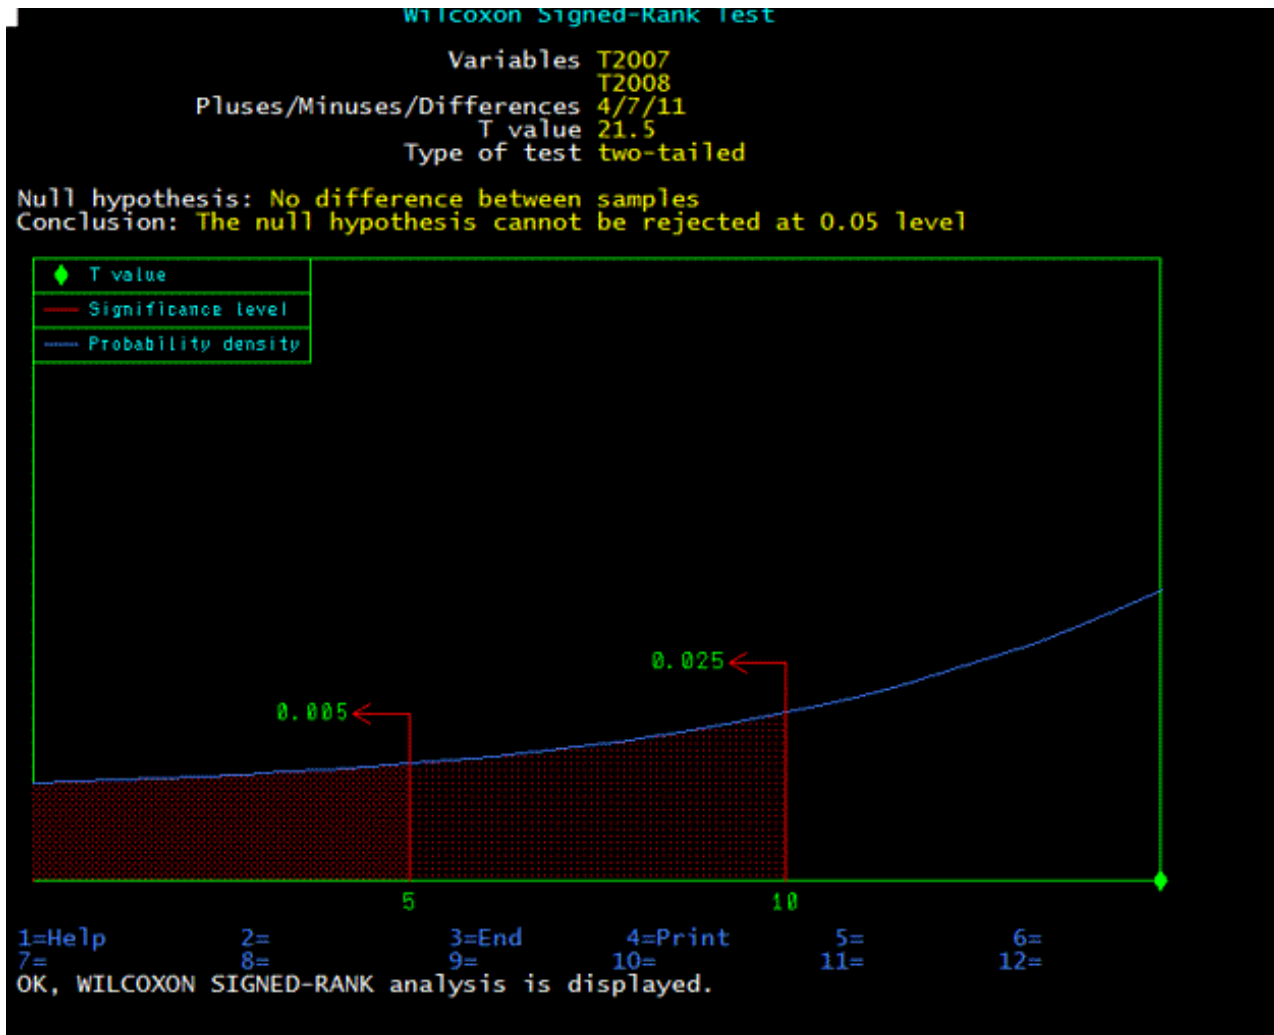 Wilcoxon Signed-Rank Test
Variables T2007
T2008
Pluses/Minuses/Differences 4/7/11
T value 21.5
Type of test two-tailed
Null hypothesis: No difference between samples
Conclusion: The null hypothesis cannot be rejected at 0.05 level
T value
Significance level
Probability density
0.025
0.005
5 10
1=Help 2= 3=End 4=Print 5= 6=
7= 8= 9= 10= 11= 12=
OK, WILCOXON SIGNED-RANK analysis is displayed.